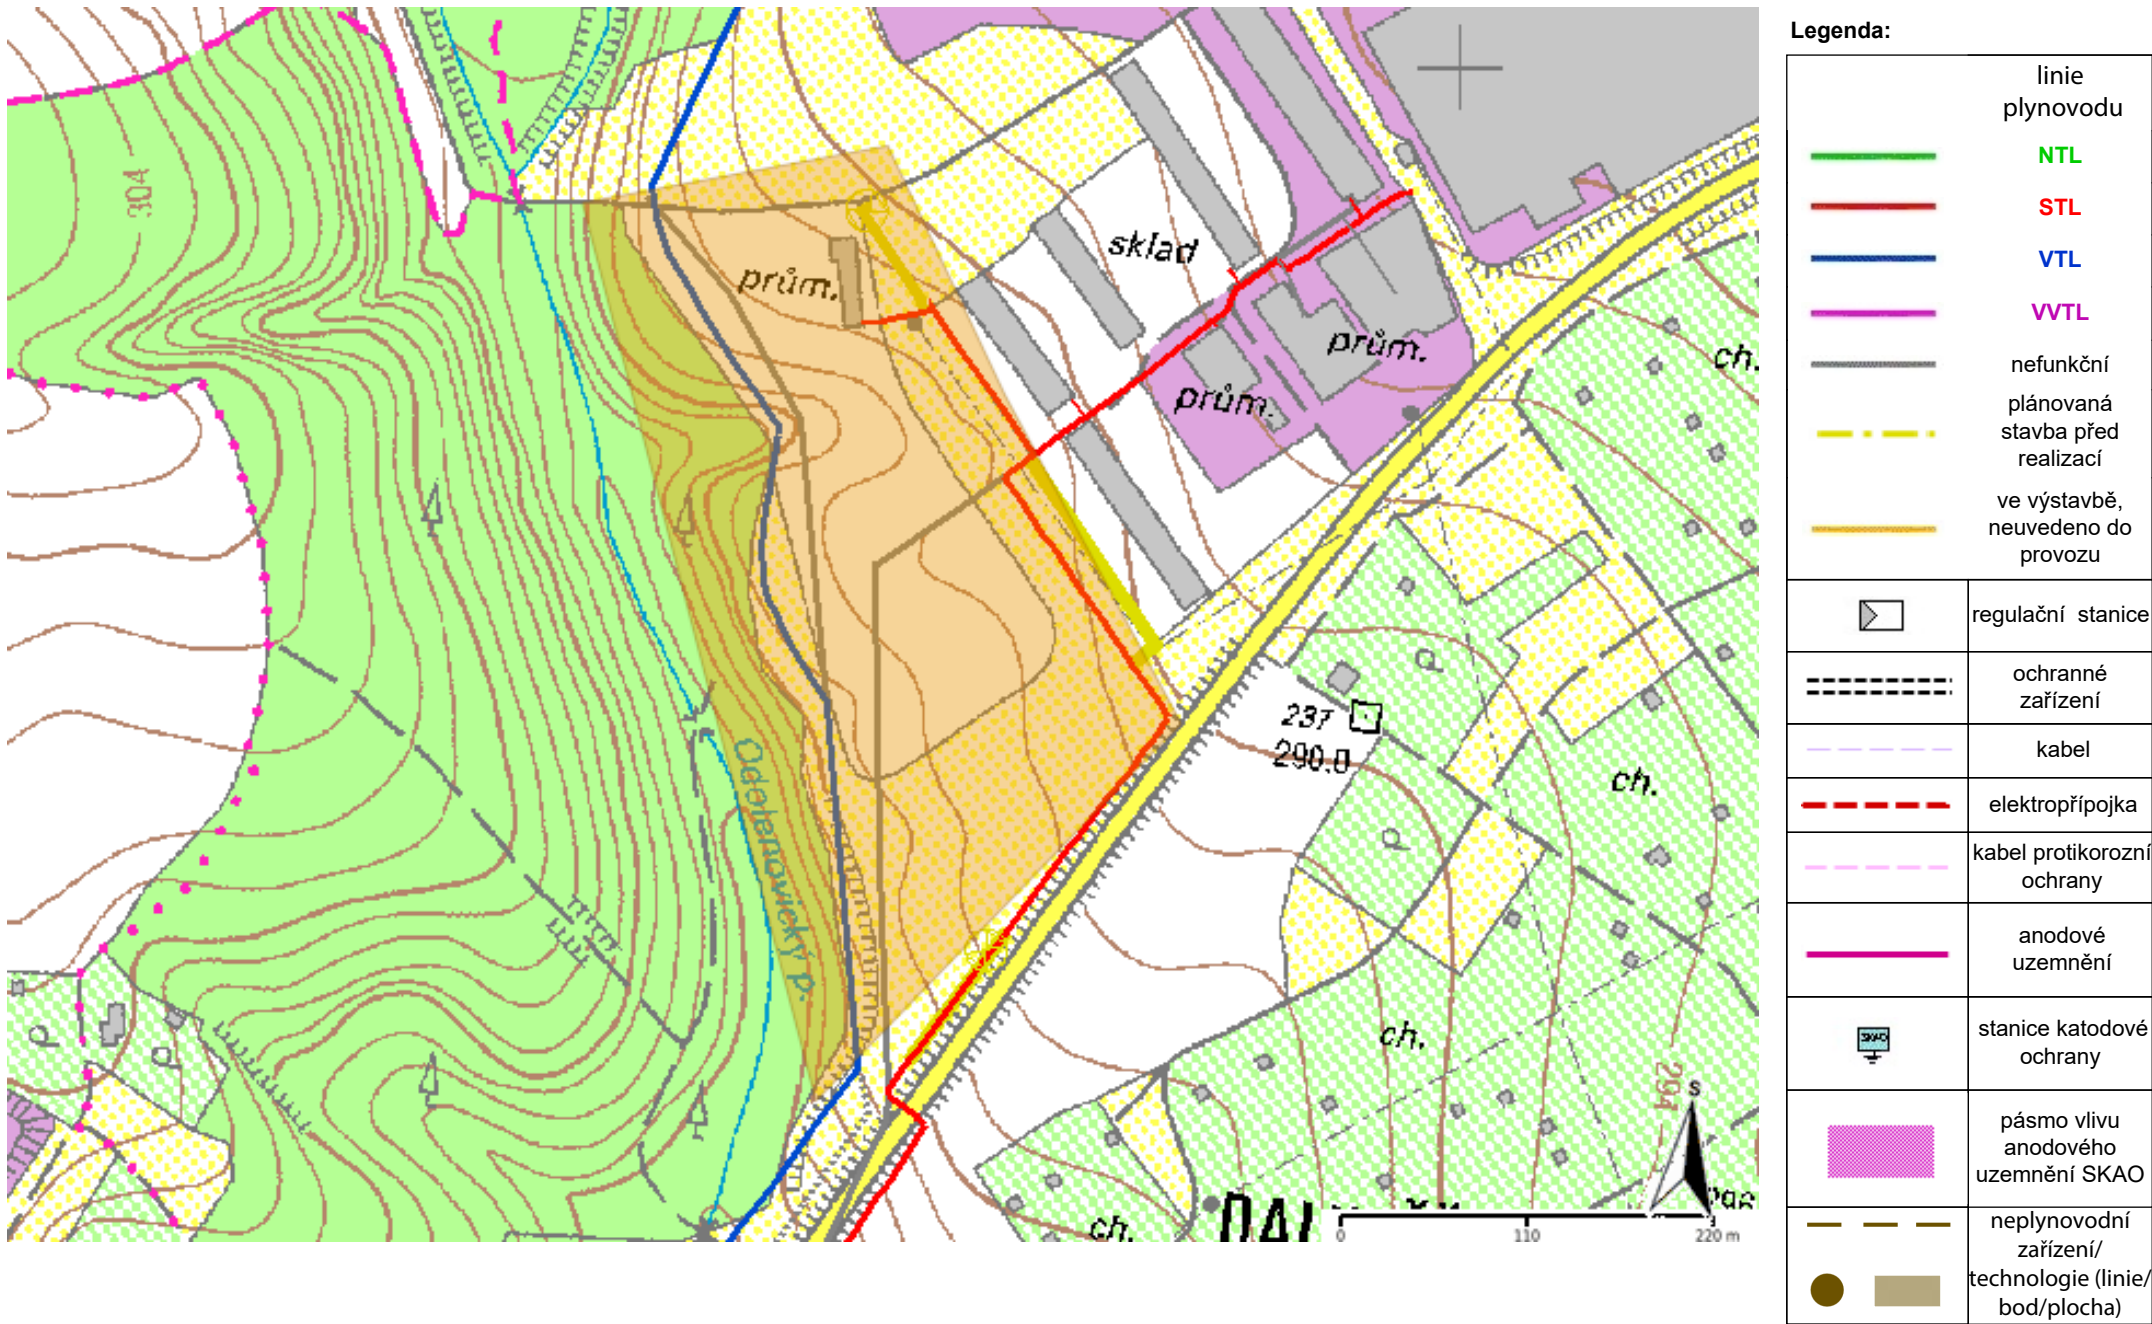 304
sklad
prům.
prům.
prům.
ch.
237
290.0
ch.
Odolenovický p.
ch.
294
S
ch.
0
110
220 m
Legenda:
linie
plynovodu
NTL
STL
VTL
VVTL
nefunkční
plánovaná
stavba před
realizací
ve výstavbě,
neuvedeno do
provozu
regulační stanice
ochranné
zařízení
kabel
elektropřípojka
kabel protikorozní
ochrany
anodové
uzemnění
SKAO
stanice katodové
ochrany
pásmo vlivu
anodového
uzemnění SKAO
neplynovodní
zařízení/
technologie (linie/
bod/plocha)